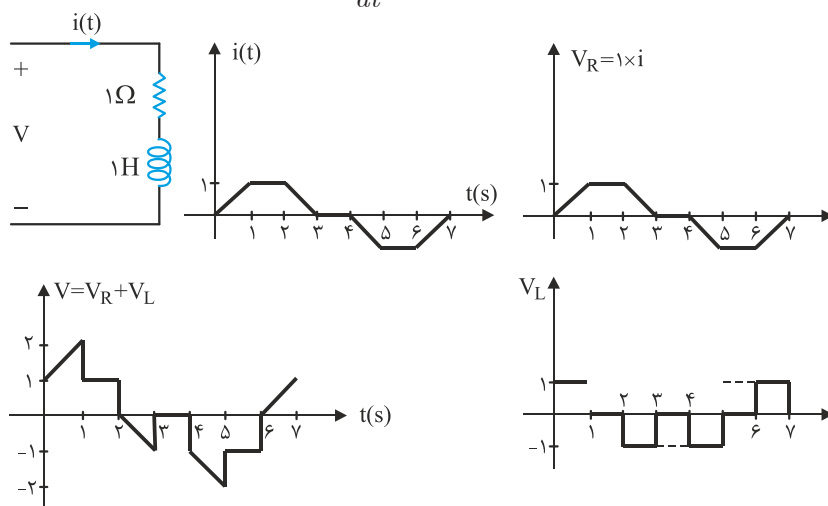 dt
i(t)
+
۱Ω
V
۱H
−
i(t)
۱
t(s)
۱ ۲ ۳ ۴ ۵ ۶ ۷
V_R=۱×i
۱
۱ ۲ ۳ ۴ ۵ ۶ ۷
V=V_R+V_L
۲
۱
t(s)
۱ ۲ ۳ ۴ ۵ ۶ ۷
−۱
−۲
V_L
۱
۲ ۳ ۴
۱ ۶ ۷
−۱